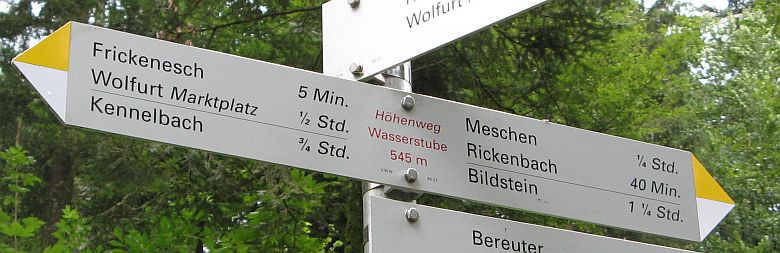 Wolfurt
Frickenesch 5 Min.
Wolfurt Marktplatz ½ Std.
Kennelbach ¾ Std.
Höhenweg
Wasserstube
545 m
Meschen ¼ Std.
Rickenbach 40 Min.
Bildstein 1 ¼ Std.
Bereuter